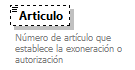 Articulo
Número de artículo que
establece la exoneración o
autorización